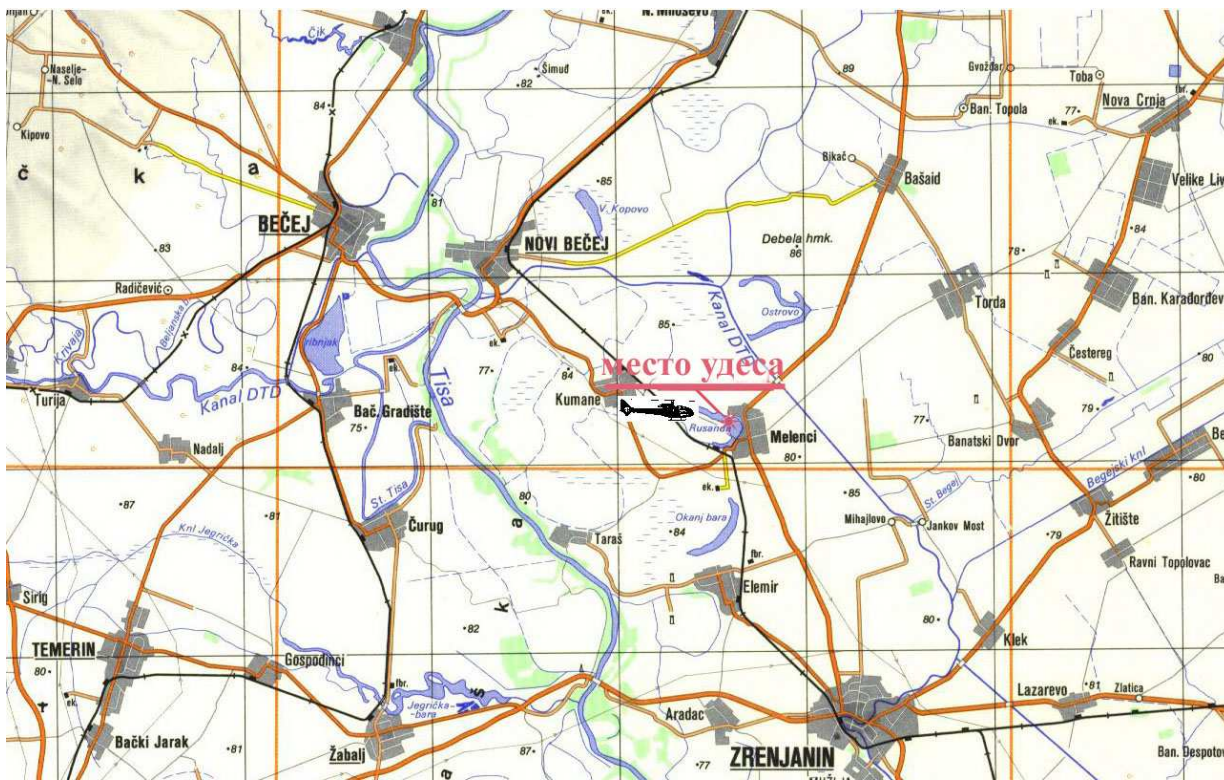 Čik
N. Miloševo
ek.
Naselje-
-N. Selo
Šimuđ
82
89
Gvozdar
Toba
fbr.
Nova Crnja
84
77
ek.
Ban. Topola
Kipovo
ek.
č
k
a
Sikač
Bašaid
Velike Liv
85
81
V. Kopovo
BEČEJ
NOVI BEČEJ
Debela hmk.
86
84
83
78
Radičević
Torda
Ban. Karađorđev
Beljanska b.
Krivaja
Ribnjak
Kanal DTD
Ostrovo
85
Čestereg
80
место удеса
ek.
84
Tisa
77
84
Kumane
Turija
Kanal DTD
Bač. Gradište
ek.
75
Rusanda
Melenci
79
Banatski Dvor
Nadalj
80
Begejski knl
80
St. Tisa
ek.
85
St. Begej
87
81
80
Okanj bara
Mihajlovo
Jankov Most
Žitište
Čurug
a
Knl Jegrička
Taraš
84
79
fbr.
Ravni Topolovac
Elemir
Sirig
k
82
80
Klek
TEMERIN
80
Gospođinci
fbr.
ek.
Jegrička-
-bara
š
Lazarevo
81
Zlatica
Aradac
Bački Jarak
81
Žabalj
87
77
ZRENJANIN
Ban. Despotov
a